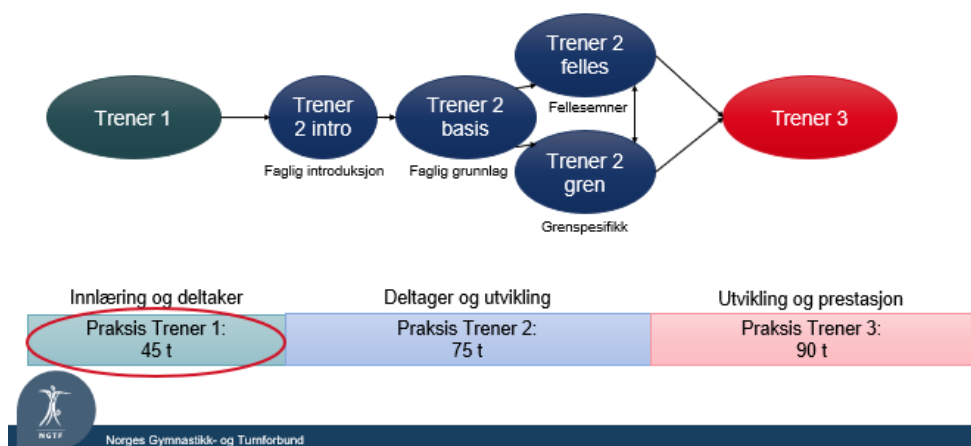 Trener 1
Trener
2 intro
Faglig introduksjon
Trener 2
basis
Faglig grunnlag
Trener 2
felles
Fellesemner
Trener 2
gren
Grenspesifikk
Trener 3
Innlæring og deltaker
Praksis Trener 1:
45 t
Deltager og utvikling
Praksis Trener 2:
75 t
Utvikling og prestasjon
Praksis Trener 3:
90 t
NGTF
Norges Gymnastikk- og Turnforbund